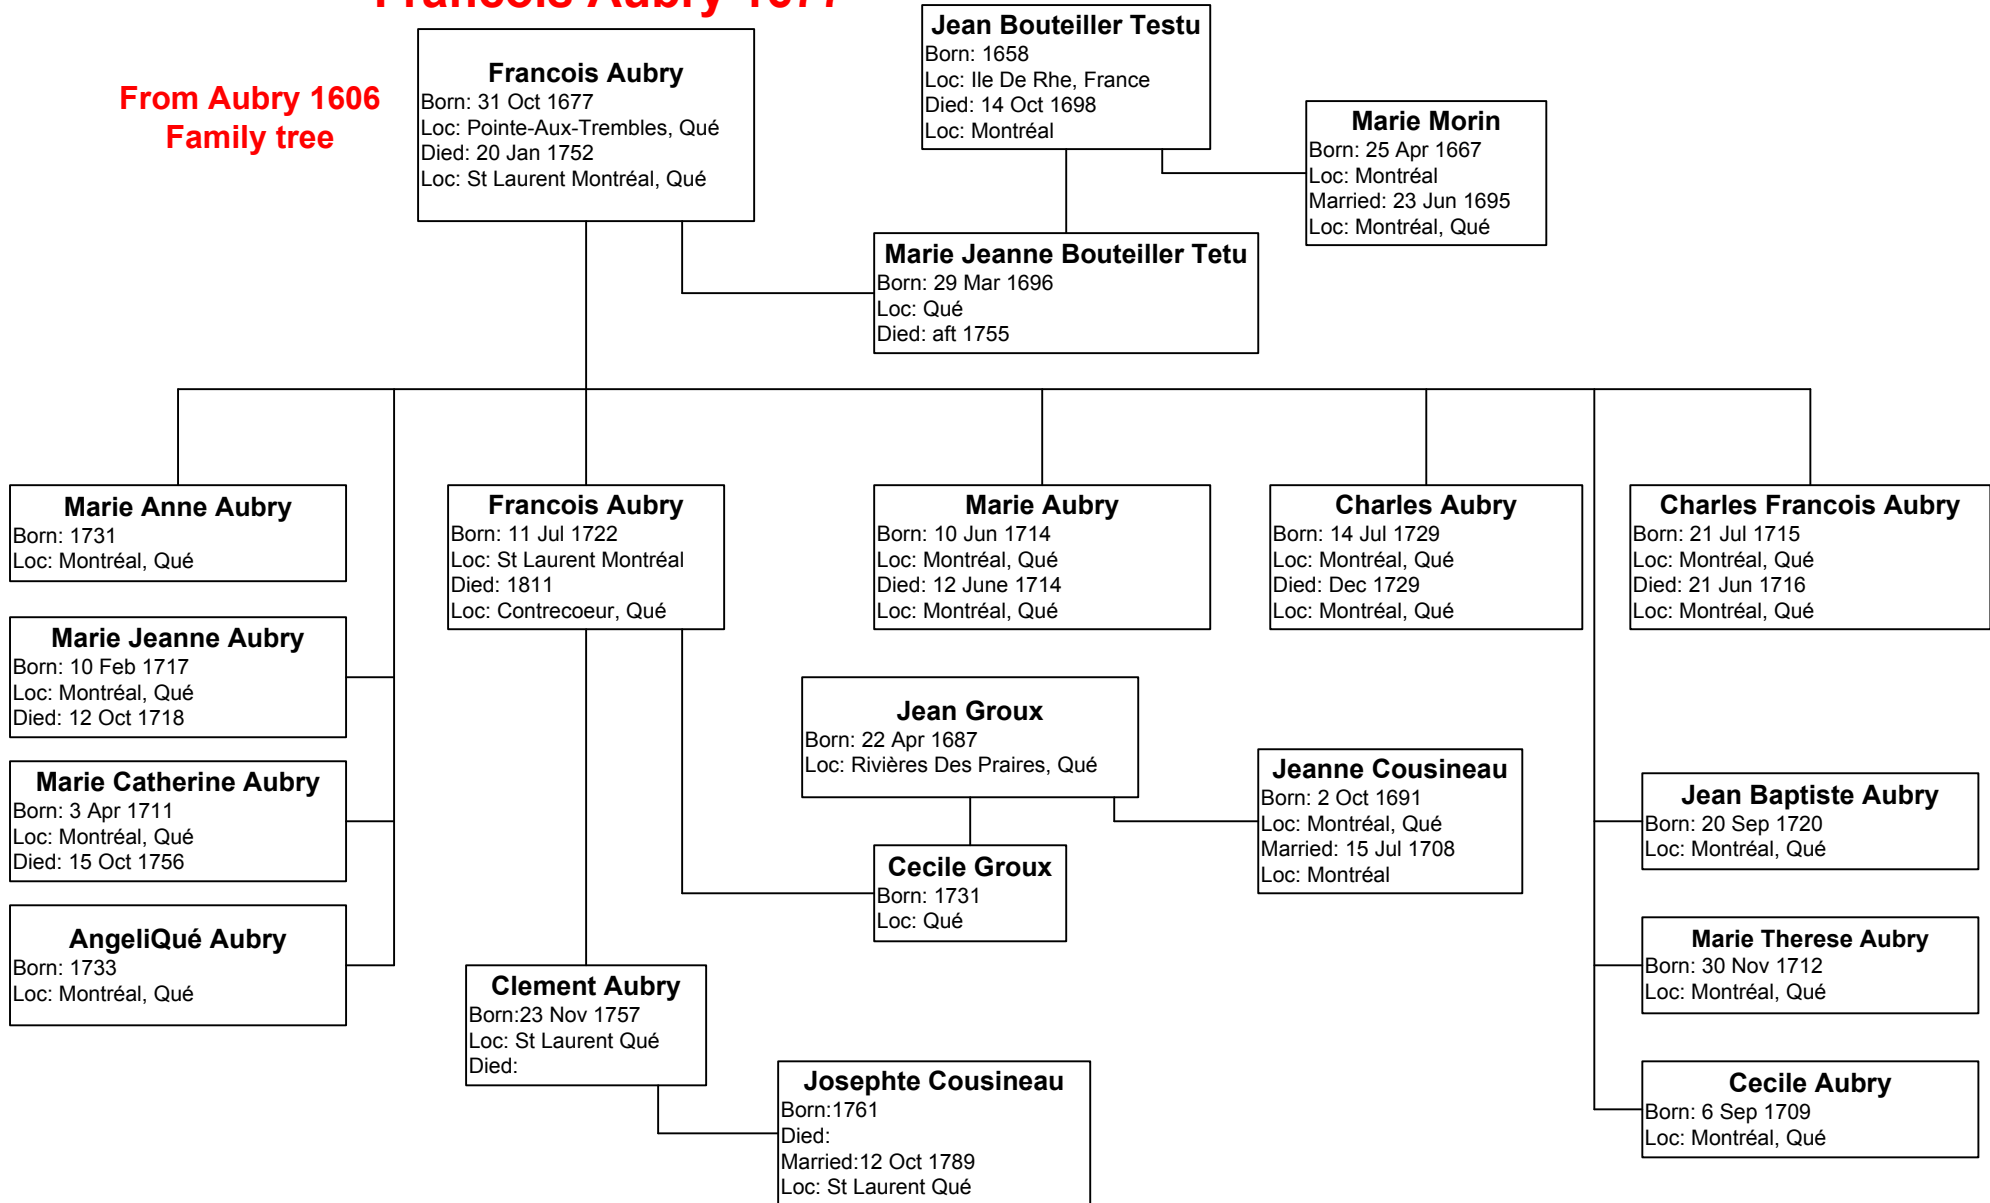 Francois Aubry 1677
From Aubry 1606
Family tree
Francois Aubry
Born: 31 Oct 1677
Loc: Pointe-Aux-Trembles, Qué
Died: 20 Jan 1752
Loc: St Laurent Montréal, Qué
Jean Bouteiller Testu
Born: 1658
Loc: Ile De Rhe, France
Died: 14 Oct 1698
Loc: Montréal
Marie Morin
Born: 25 Apr 1667
Loc: Montréal
Married: 23 Jun 1695
Loc: Montréal, Qué
Marie Jeanne Bouteiller Tetu
Born: 29 Mar 1696
Loc: Qué
Died: aft 1755
Marie Anne Aubry
Born: 1731
Loc: Montréal, Qué
Francois Aubry
Born: 11 Jul 1722
Loc: St Laurent Montréal
Died: 1811
Loc: Contrecoeur, Qué
Marie Aubry
Born: 10 Jun 1714
Loc: Montréal, Qué
Died: 12 June 1714
Loc: Montréal, Qué
Charles Aubry
Born: 14 Jul 1729
Loc: Montréal, Qué
Died: Dec 1729
Loc: Montréal, Qué
Charles Francois Aubry
Born: 21 Jul 1715
Loc: Montréal, Qué
Died: 21 Jun 1716
Loc: Montréal, Qué
Marie Jeanne Aubry
Born: 10 Feb 1717
Loc: Montréal, Qué
Died: 12 Oct 1718
Jean Groux
Born: 22 Apr 1687
Loc: Rivières Des Praires, Qué
Jeanne Cousineau
Born: 2 Oct 1691
Loc: Montréal, Qué
Married: 15 Jul 1708
Loc: Montréal
Marie Catherine Aubry
Born: 3 Apr 1711
Loc: Montréal, Qué
Died: 15 Oct 1756
Jean Baptiste Aubry
Born: 20 Sep 1720
Loc: Montréal, Qué
Cecile Groux
Born: 1731
Loc: Qué
AngeliQué Aubry
Born: 1733
Loc: Montréal, Qué
Marie Therese Aubry
Born: 30 Nov 1712
Loc: Montréal, Qué
Clement Aubry
Born:23 Nov 1757
Loc: St Laurent Qué
Died:
Josephte Cousineau
Born:1761
Died:
Married:12 Oct 1789
Loc: St Laurent Qué
Cecile Aubry
Born: 6 Sep 1709
Loc: Montréal, Qué